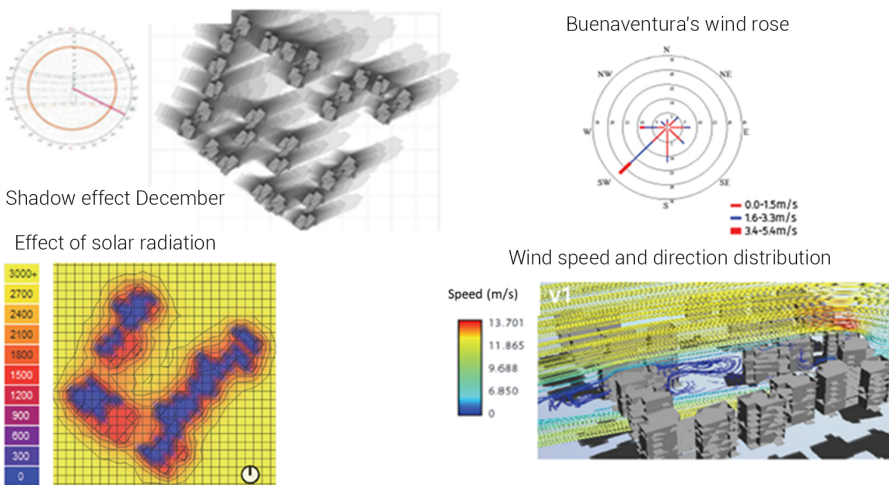 Buenaventura's wind rose
N
NW
NE
W
E
SW
SE
S
0.0-1.5m/s
1.6-3.3m/s
3.4-5.4m/s
Shadow effect December
Effect of solar radiation
3000+
2700
2400
2100
1800
1500
1200
900
600
300
0
Wind speed and direction distribution
Speed (m/s)
13.701
11.865
9.688
6.850
0
v1